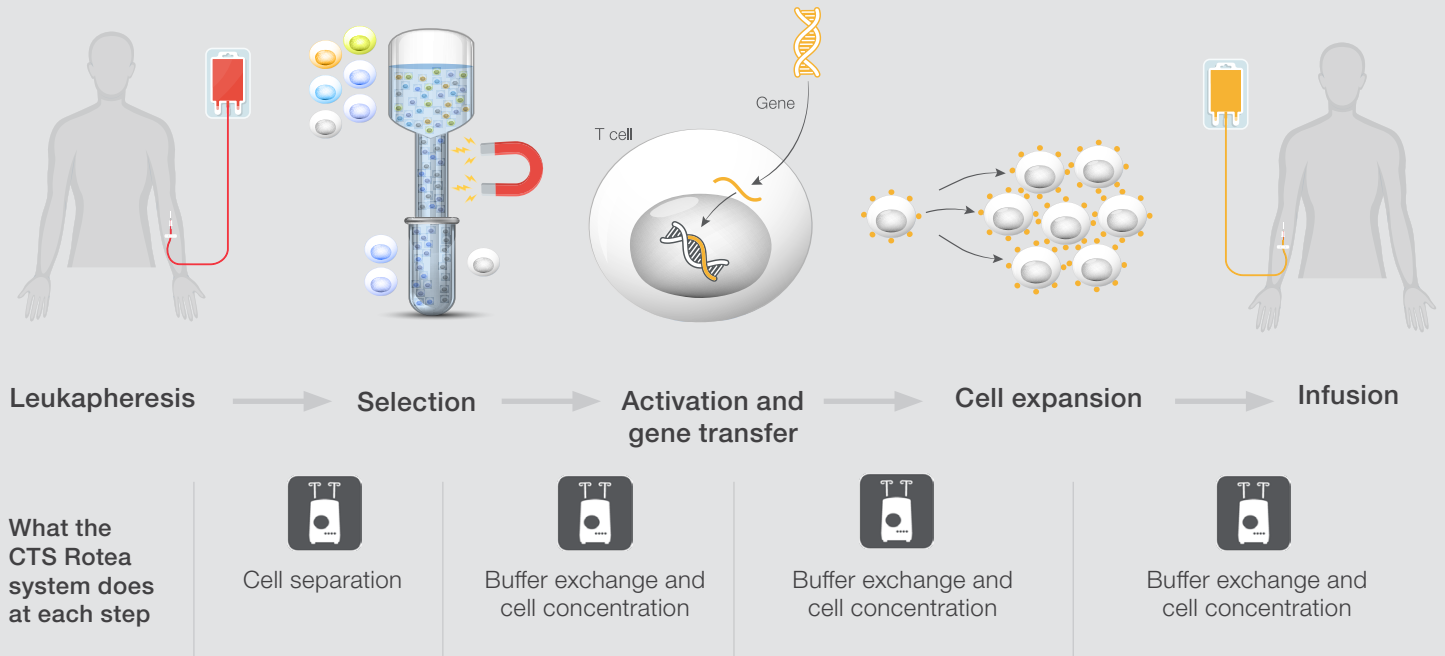 Gene
T cell
Leukapheresis
Selection
Activation and
gene transfer
Cell expansion
Infusion
What the
CTS Rotea
system does
at each step
Cell separation
Buffer exchange and
cell concentration
Buffer exchange and
cell concentration
Buffer exchange and
cell concentration